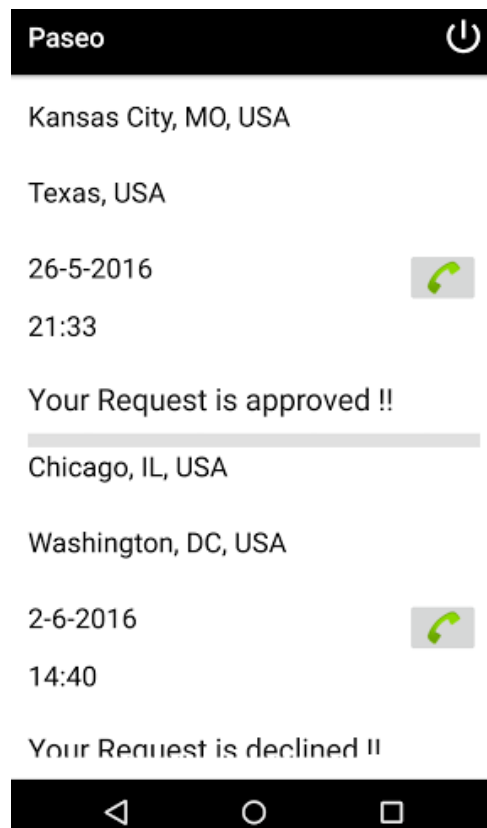 Paseo
Kansas City, MO, USA
Texas, USA
26-5-2016
21:33
Your Request is approved !!
Chicago, IL, USA
Washington, DC, USA
2-6-2016
14:40
Your Request is declined !!